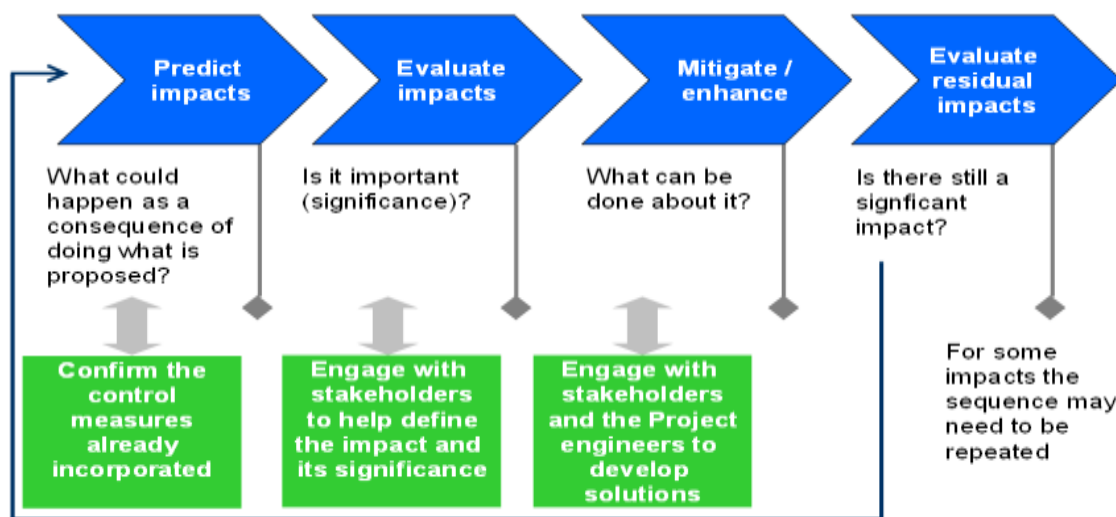 Predict
impacts
Evaluate
impacts
Mitigate /
enhance
Evaluate
residual
impacts
What could
happen as a
consequence of
doing what is
proposed?
Is it important
(significance)?
What can be
done about it?
Is there still a
signficant
impact?
Confirm the
control
measures
already
incorporated
Engage with
stakeholders
to help define
the impact and
its significance
Engage with
stakeholders
and the Project
engineers to
develop
solutions
For some
impacts the
sequence may
need to be
repeated